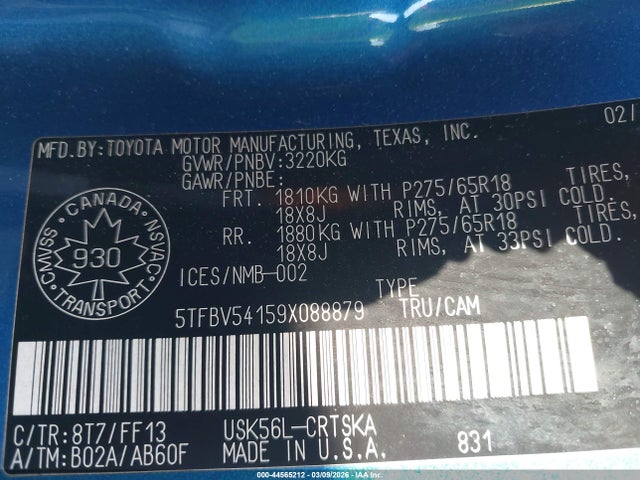 02/
MFD.BY:TOYOTA MOTOR MANUFACTURING, TEXAS, INC.
GVWR/PNBV:3220KG
GAWR/PNBE:
FRT. 1810KG WITH P275/65R18 TIRES,
18X8J RIMS, AT 30PSI COLD.
RR. 1880KG WITH P275/65R18 TIRES,
18X8J RIMS, AT 33PSI COLD.
CANADA
CMVSS NSVAC
930
TRANSPORT
ICES/NMB-002
TYPE
5TFBV54159X088879 TRU/CAM
C/TR:8T7/FF13 USK56L-CRTSKA
A/TM:B02A/AB60F MADE IN U.S.A. 831
000-44565212 - 03/09/2026 - IAA Inc.